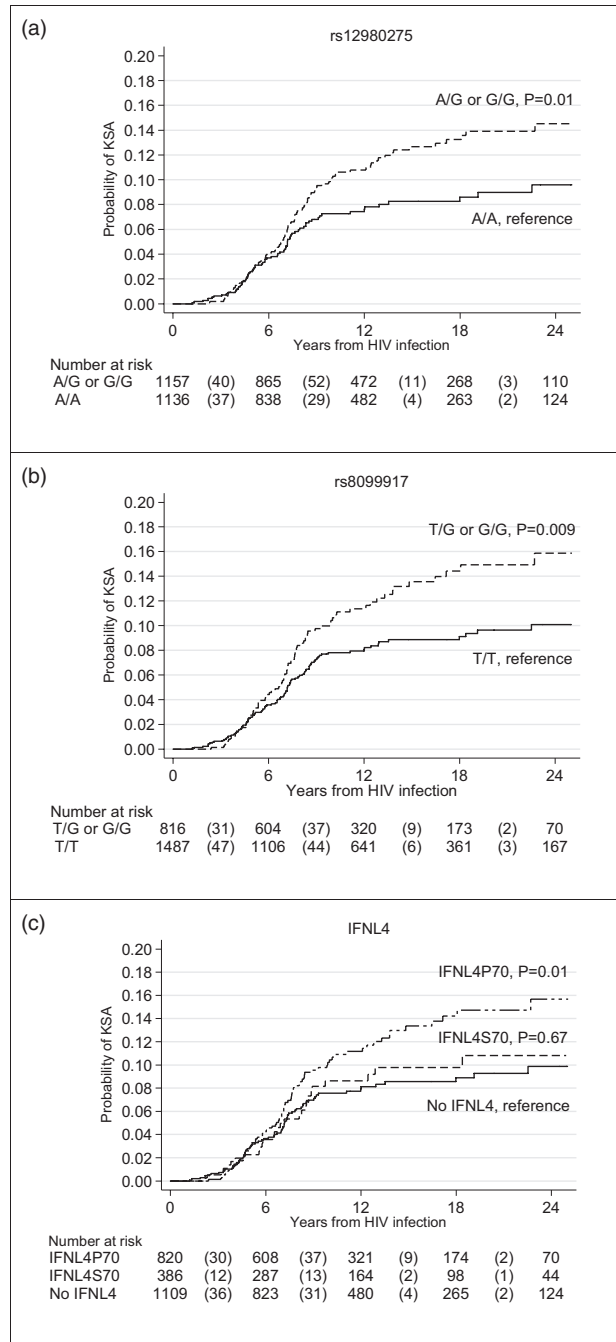 (a)
rs12980275
0.20
0.18
0.16
0.14
0.12
0.10
0.08
0.06
0.04
0.02
0.00
Probability of KSA
A/G or G/G, P=0.01
A/A, reference
0 6 12 18 24
Years from HIV infection
Number at risk
A/G or G/G 1157 (40) 865 (52) 472 (11) 268 (3) 110
A/A 1136 (37) 838 (29) 482 (4) 263 (2) 124
(b)
rs8099917
0.20
0.18
0.16
0.14
0.12
0.10
0.08
0.06
0.04
0.02
0.00
Probability of KSA
T/G or G/G, P=0.009
T/T, reference
0 6 12 18 24
Years from HIV infection
Number at risk
T/G or G/G 816 (31) 604 (37) 320 (9) 173 (2) 70
T/T 1487 (47) 1106 (44) 641 (6) 361 (3) 167
(c)
IFNL4
0.20
0.18
0.16
0.14
0.12
0.10
0.08
0.06
0.04
0.02
0.00
Probability of KSA
IFNL4P70, P=0.01
IFNL4S70, P=0.67
No IFNL4, reference
0 6 12 18 24
Years from HIV infection
Number at risk
IFNL4P70 820 (30) 608 (37) 321 (9) 174 (2) 70
IFNL4S70 386 (12) 287 (13) 164 (2) 98 (1) 44
No IFNL4 1109 (36) 823 (31) 480 (4) 265 (2) 124